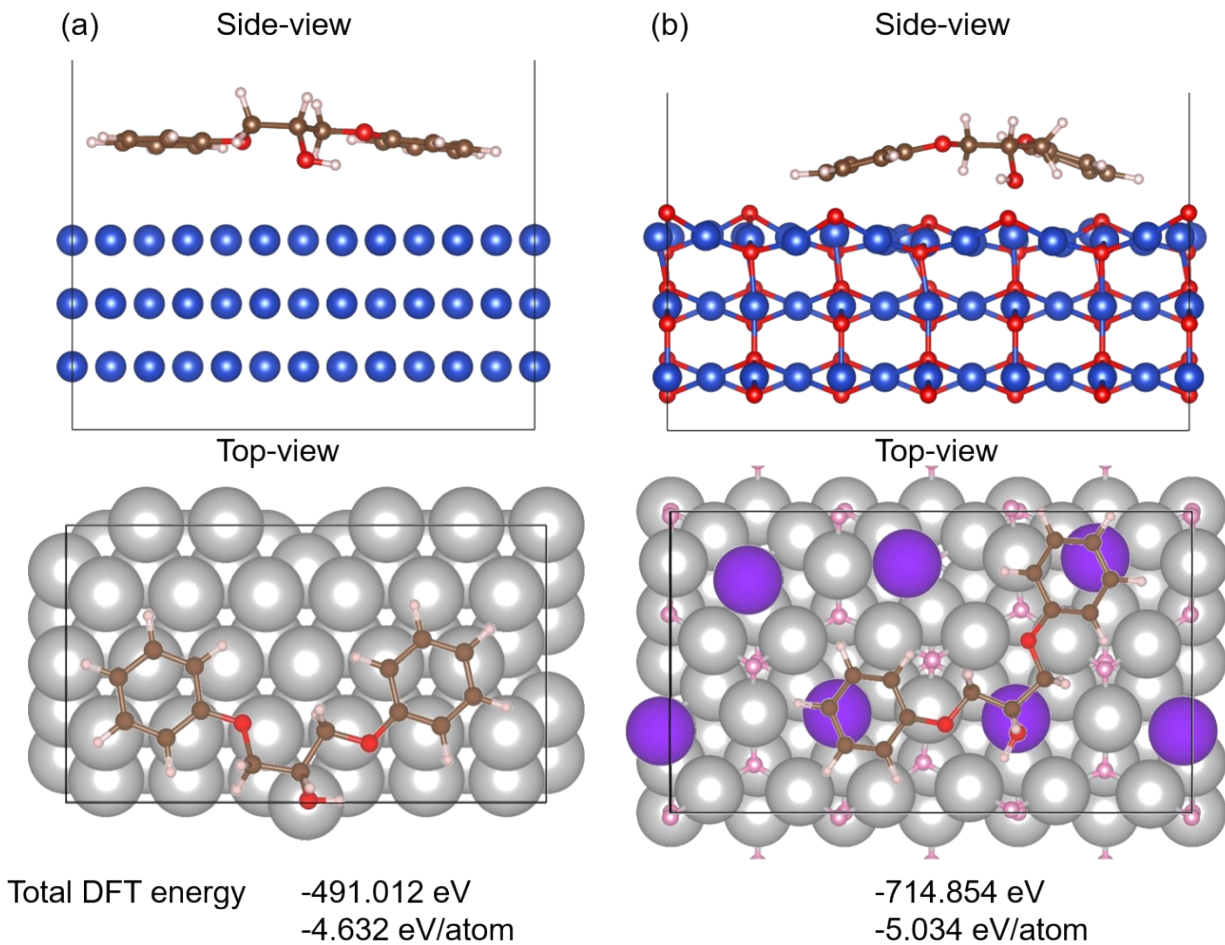 (a) Side-view
(b) Side-view
Top-view
Top-view
Total DFT energy -491.012 eV -714.854 eV
-4.632 eV/atom -5.034 eV/atom